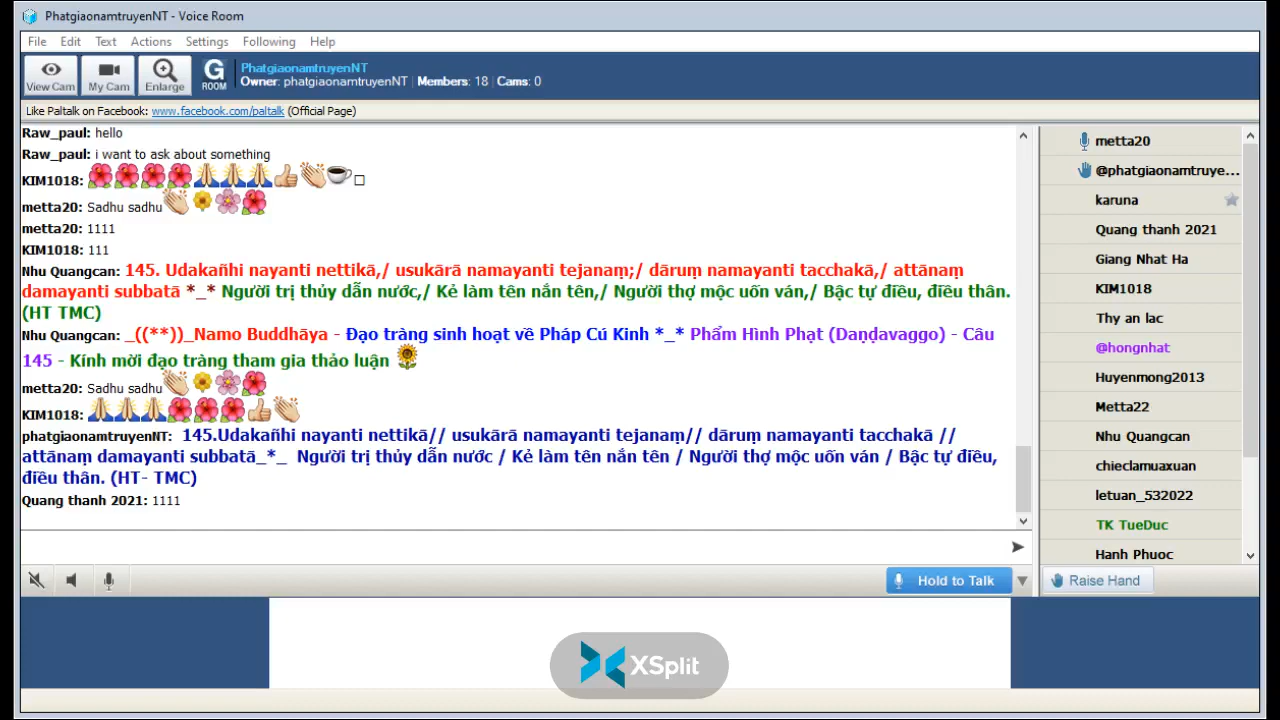 PhatgiaonamtruyenNT - Voice Room
File Edit Text Actions Settings Following Help
View Cam My Cam Enlarge G ROOM
PhatgiaonamtruyenNT
Owner: phatgiaonamtruyenNT | Members: 18 | Cams: 0
Like Paltalk on Facebook: www.facebook.com/paltalk (Official Page)
Raw_paul: hello
Raw_paul: i want to ask about something
KIM1018:
metta20: Sadhu sadhu
metta20: 1111
KIM1018: 111
Nhu Quangcan: 145. Udakañhi nayanti nettikā,/ usukārā namayanti tejanaṃ;/ dāruṃ namayanti tacchakā,/ attānaṃ
damayanti subbatā *_* Người trị thủy dẫn nước,/ Kẻ làm tên nắn tên,/ Người thợ mộc uốn ván,/ Bậc tự điều, điều thân.
(HT TMC)
Nhu Quangcan: _((**))_Namo Buddhāya - Đạo tràng sinh hoạt về Pháp Cú Kinh *_* Phẩm Hình Phạt (Daṇḍavaggo) - Câu
145 - Kính mời đạo tràng tham gia thảo luận
metta20: Sadhu sadhu
KIM1018:
phatgiaonamtruyenNT: 145.Udakañhi nayanti nettikā// usukārā namayanti tejanaṃ// dāruṃ namayanti tacchakā //
attānaṃ damayanti subbatā_*_ Người trị thủy dẫn nước / Kẻ làm tên nắn tên / Người thợ mộc uốn ván / Bậc tự điều,
điều thân. (HT- TMC)
Quang thanh 2021: 1111
Hold to Talk
metta20
@phatgiaonamtruye...
karuna
Quang thanh 2021
Giang Nhat Ha
KIM1018
Thy an lac
@hongnhat
Huyenmong2013
Metta22
Nhu Quangcan
chieclamuaxuan
letuan_532022
TK TueDuc
Hanh Phuoc
Raise Hand
XSplit